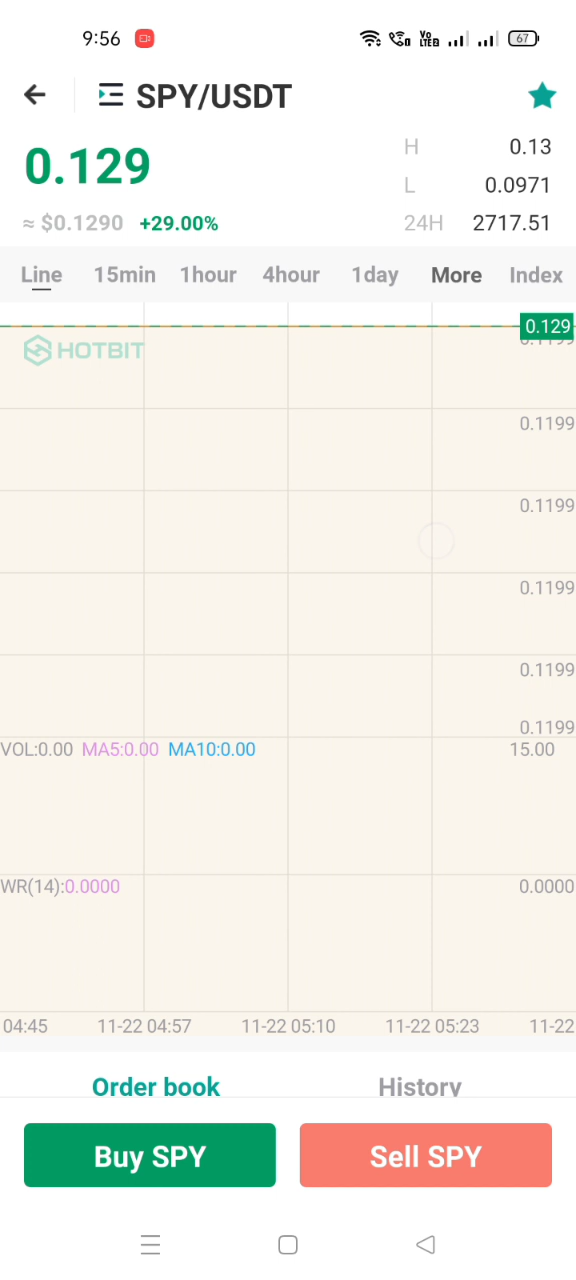 9:56 VoLTE2 67
SPY/USDT
0.129
H 0.13
L 0.0971
≈ $0.1290 +29.00%
24H 2717.51
Line 15min 1hour 4hour 1day More Index
0.129
0.1199
HOTBIT
0.1199
0.1199
0.1199
0.1199
0.1199
VOL:0.00 MA5:0.00 MA10:0.00 15.00
WR(14):0.0000 0.0000
04:45 11-22 04:57 11-22 05:10 11-22 05:23 11-22
Order book History
Buy SPY Sell SPY